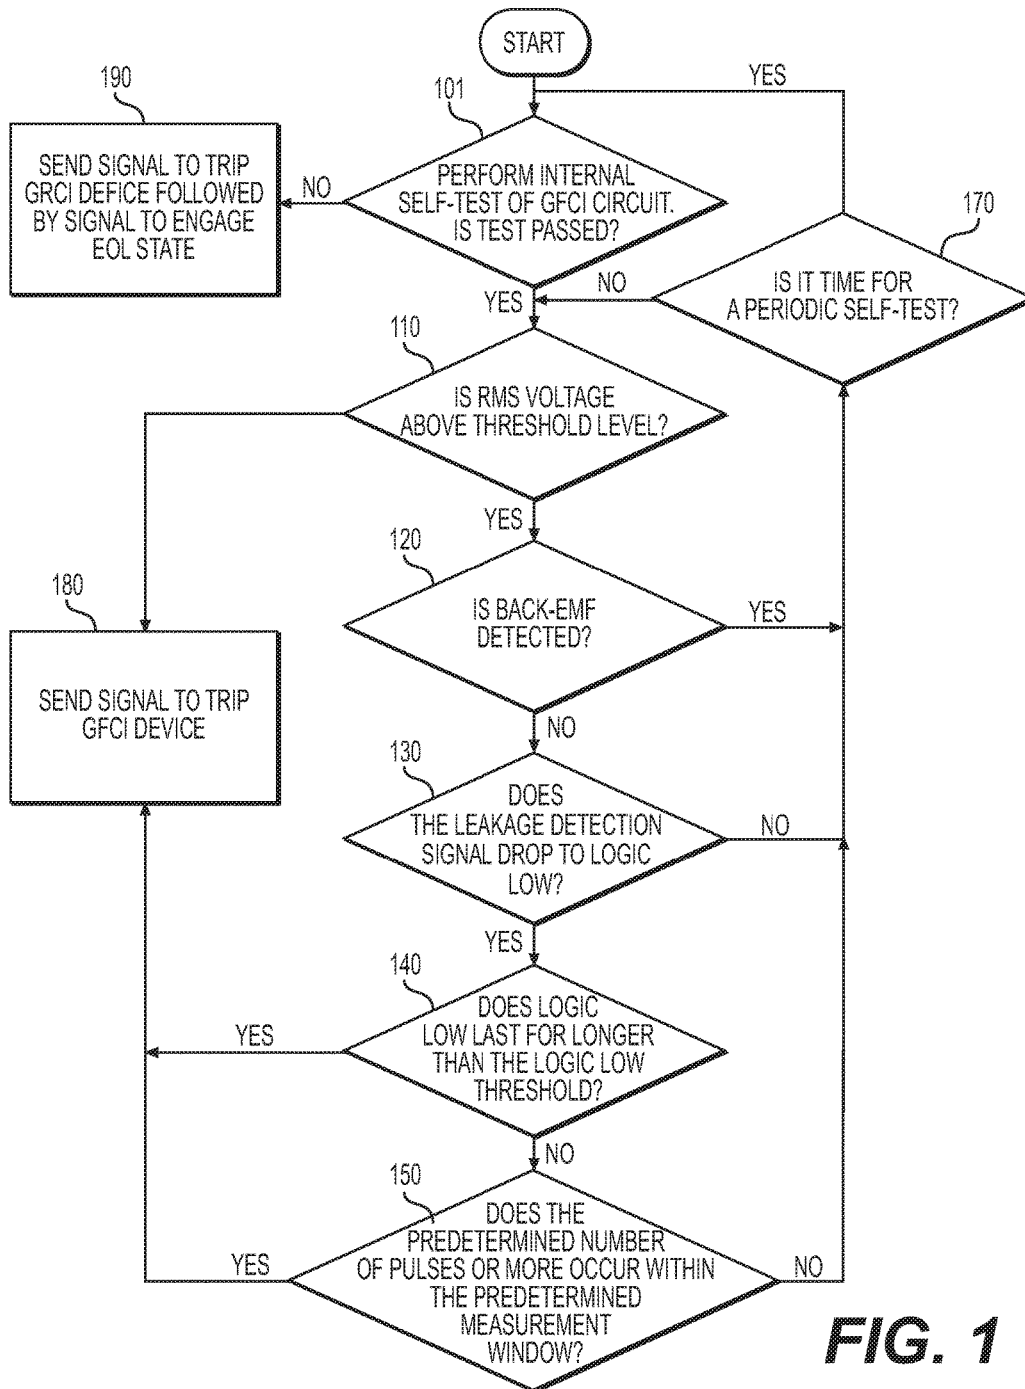 START
YES
190
101
SEND SIGNAL TO TRIP
GRCI DEFICE FOLLOWED
BY SIGNAL TO ENGAGE
EOL STATE
NO
PERFORM INTERNAL
SELF-TEST OF GFCI CIRCUIT.
IS TEST PASSED?
170
IS IT TIME FOR
A PERIODIC SELF-TEST?
NO
YES
110
IS RMS VOLTAGE
ABOVE THRESHOLD LEVEL?
YES
120
IS BACK-EMF
DETECTED?
YES
180
SEND SIGNAL TO TRIP
GFCI DEVICE
NO
130
DOES
THE LEAKAGE DETECTION
SIGNAL DROP TO LOGIC
LOW?
NO
YES
140
DOES LOGIC
LOW LAST FOR LONGER
THAN THE LOGIC LOW
THRESHOLD?
YES
NO
150
DOES THE
PREDETERMINED NUMBER
OF PULSES OR MORE OCCUR WITHIN
THE PREDETERMINED
MEASUREMENT
WINDOW?
YES
NO
FIG. 1